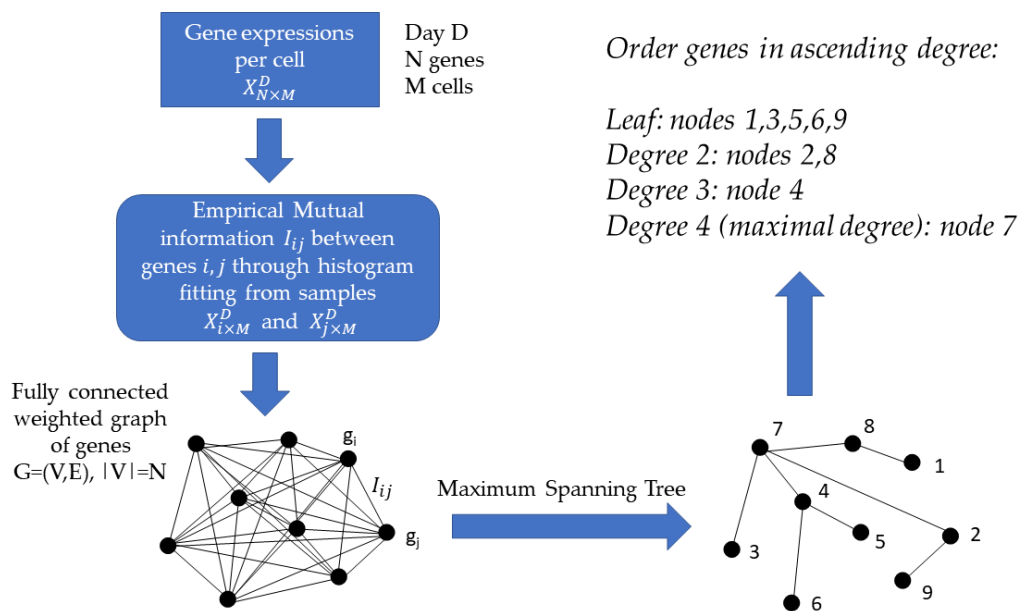 Gene expressions
per cell
X^D_{N×M}
Day D
N genes
M cells
Empirical Mutual
information I_{ij} between
genes i, j through histogram
fitting from samples
X^D_{i×M} and X^D_{j×M}
Fully connected
weighted graph
of genes
G=(V,E), |V|=N
g_i
I_{ij}
g_j
Maximum Spanning Tree
7
8
1
4
3
5
2
9
6
Order genes in ascending degree:
Leaf: nodes 1,3,5,6,9
Degree 2: nodes 2,8
Degree 3: node 4
Degree 4 (maximal degree): node 7